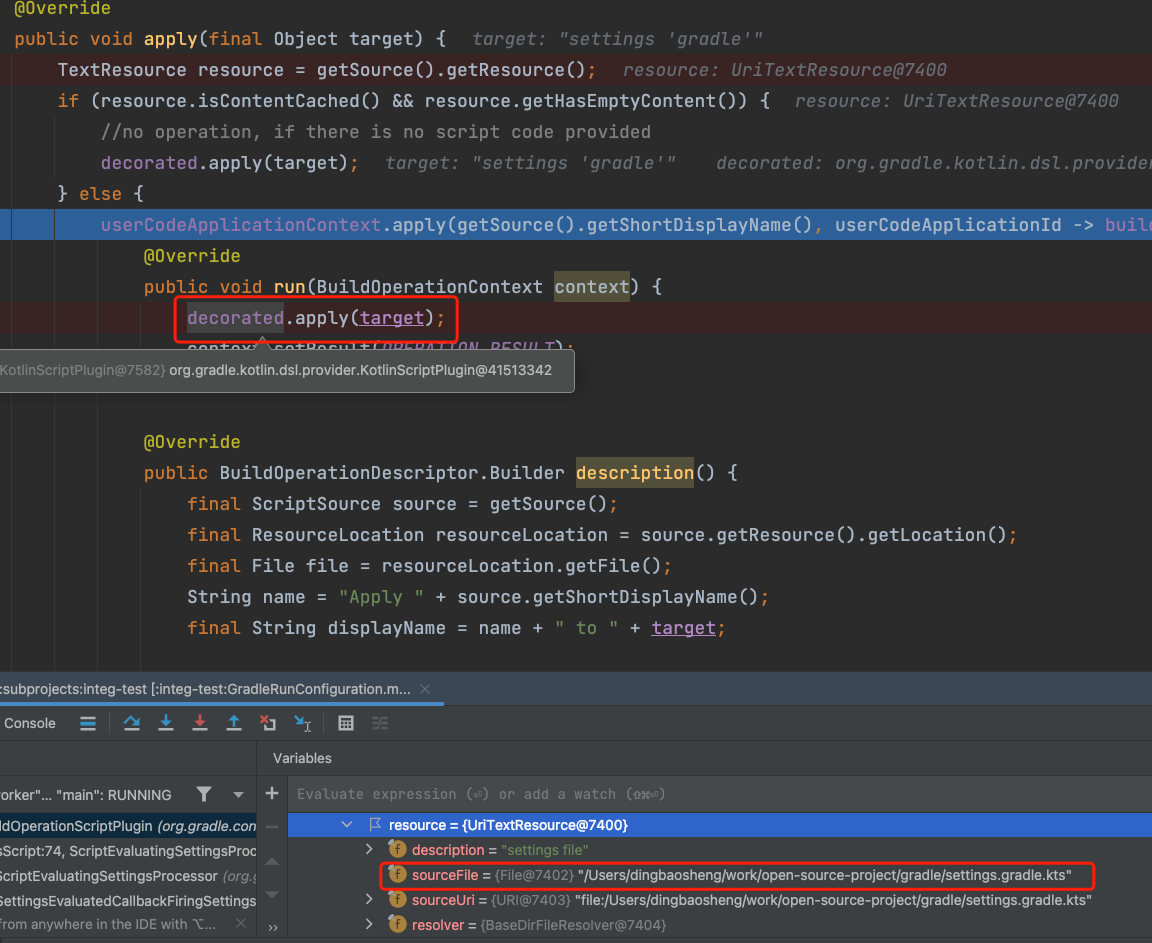 @Override
public void apply(final Object target) {   target: "settings 'gradle'"
TextResource resource = getSource().getResource();   resource: UriTextResource@7400
if (resource.isContentCached() && resource.getHasEmptyContent()) {   resource: UriTextResource@7400
//no operation, if there is no script code provided
decorated.apply(target);   target: "settings 'gradle'"   decorated: org.gradle.kotlin.dsl.provider
} else {
userCodeApplicationContext.apply(getSource().getShortDisplayName(), userCodeApplicationId -> buil
@Override
public void run(BuildOperationContext context) {
decorated.apply(target);
context.setResult(OPERATION_RESULT);
KotlinScriptPlugin@7582} org.gradle.kotlin.dsl.provider.KotlinScriptPlugin@41513342
@Override
public BuildOperationDescriptor.Builder description() {
final ScriptSource source = getSource();
final ResourceLocation resourceLocation = source.getResource().getLocation();
final File file = resourceLocation.getFile();
String name = "Apply " + source.getShortDisplayName();
final String displayName = name + " to " + target;
:subprojects:integ-test [:integ-test:GradleRunConfiguration.m...
Console
Variables
orker"... "main": RUNNING
Evaluate expression (⏎) or add a watch (⇧⌘⏎)
ldOperationScriptPlugin (org.gradle.con
resource = {UriTextResource@7400}
sScript:74, ScriptEvaluatingSettingsProc
description = "settings file"
ScriptEvaluatingSettingsProcessor (org.g
sourceFile = {File@7402} "/Users/dingbaosheng/work/open-source-project/gradle/settings.gradle.kts"
SettingsEvaluatedCallbackFiringSettings
sourceUri = {URI@7403} "file:/Users/dingbaosheng/work/open-source-project/gradle/settings.gradle.kts"
from anywhere in the IDE with ⌥...
resolver = {BaseDirFileResolver@7404}